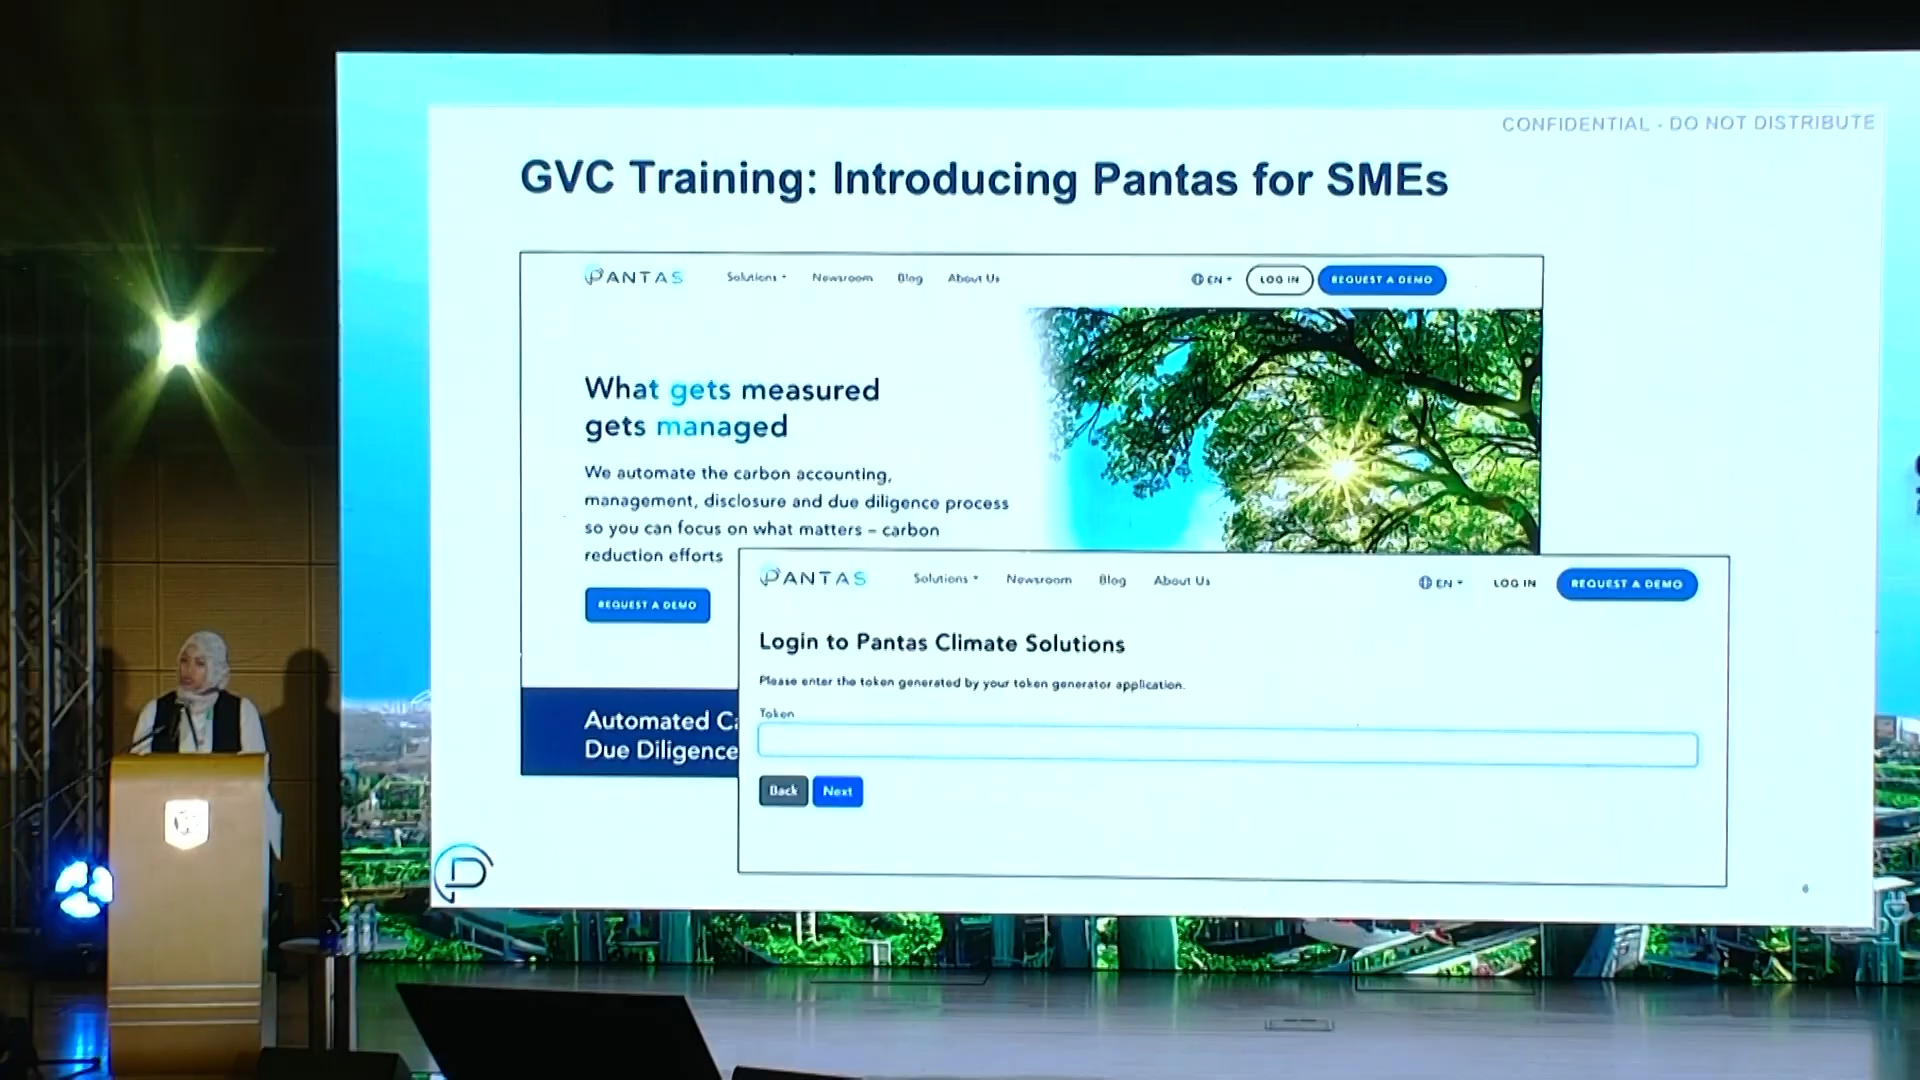 CONFIDENTIAL - DO NOT DISTRIBUTE
GVC Training: Introducing Pantas for SMEs
PANTAS
Solutions
Newsroom
Blog
About Us
EN
LOG IN
REQUEST A DEMO
What gets measured
gets managed
We automate the carbon accounting,
management, disclosure and due diligence process
so you can focus on what matters – carbon
reduction efforts
REQUEST A DEMO
Automated Ca
Due Diligence
PANTAS
Solutions
Newsroom
Blog
About Us
EN
LOG IN
REQUEST A DEMO
Login to Pantas Climate Solutions
Please enter the token generated by your token generator application.
Token
Back
Next
6